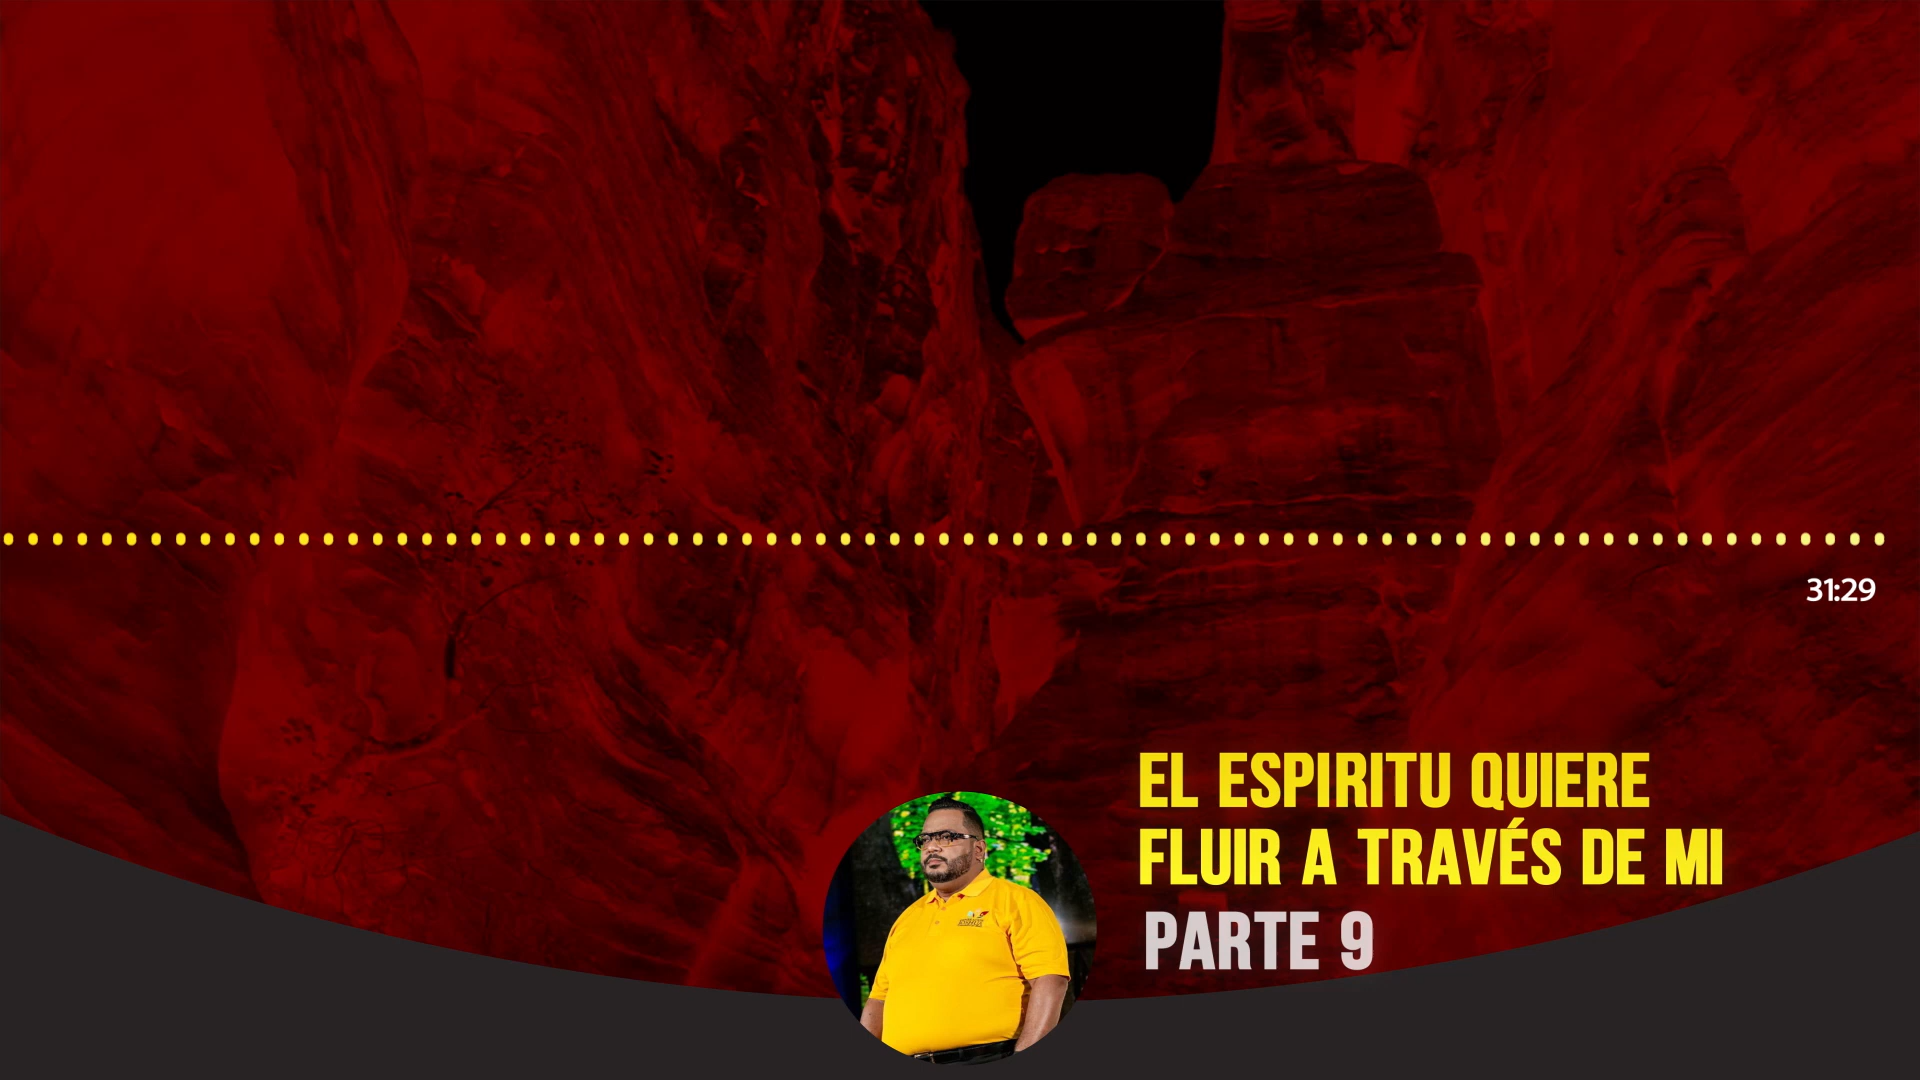 31:29
EL ESPIRITU QUIERE
FLUIR A TRAVÉS DE MI
PARTE 9